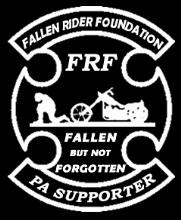 FALLEN RIDER FOUNDATION
FRF
FALLEN
BUT NOT
FORGOTTEN
PA SUPPORTER